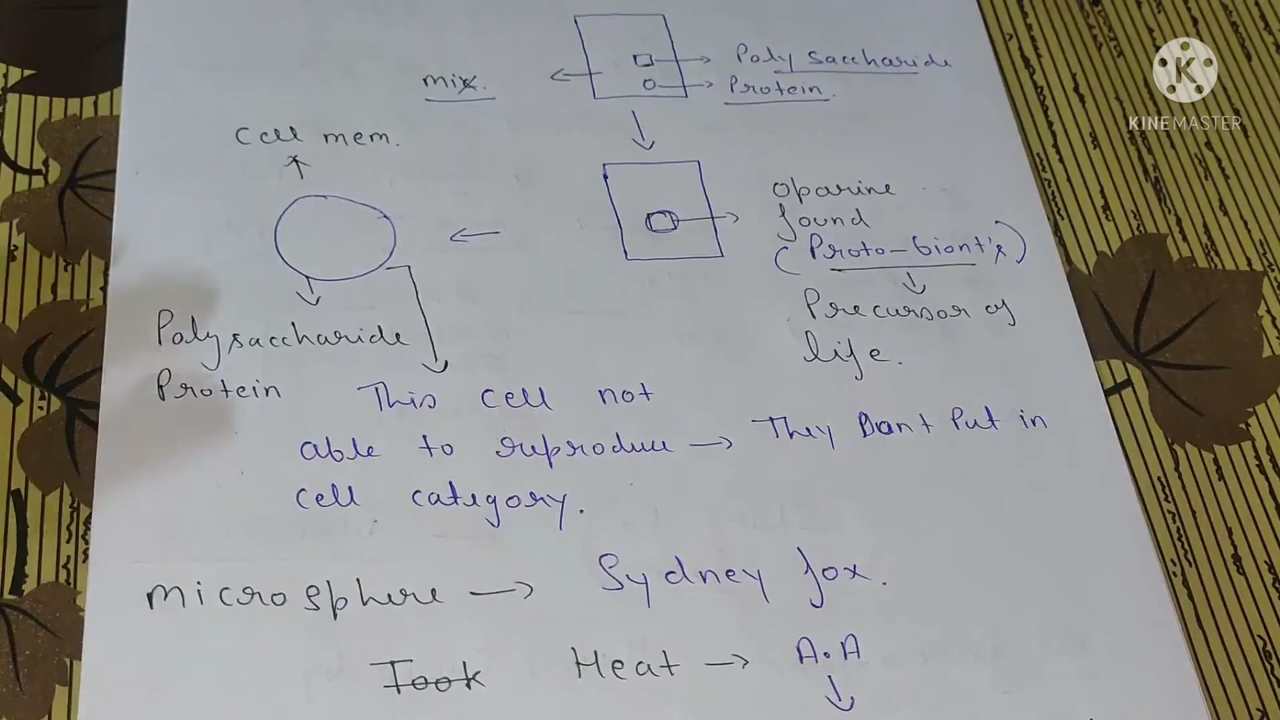 Poly saccharide
mix.
Protein.
Cell mem.
Oparine
found
(Proto-biont's)
Precursor of
life.
Polysaccharide
Protein
This cell not
able to reproduce → They Dont Put in
cell category.
microsphere → Sydney fox.
Took Heat → A.A
K
KINEMASTER